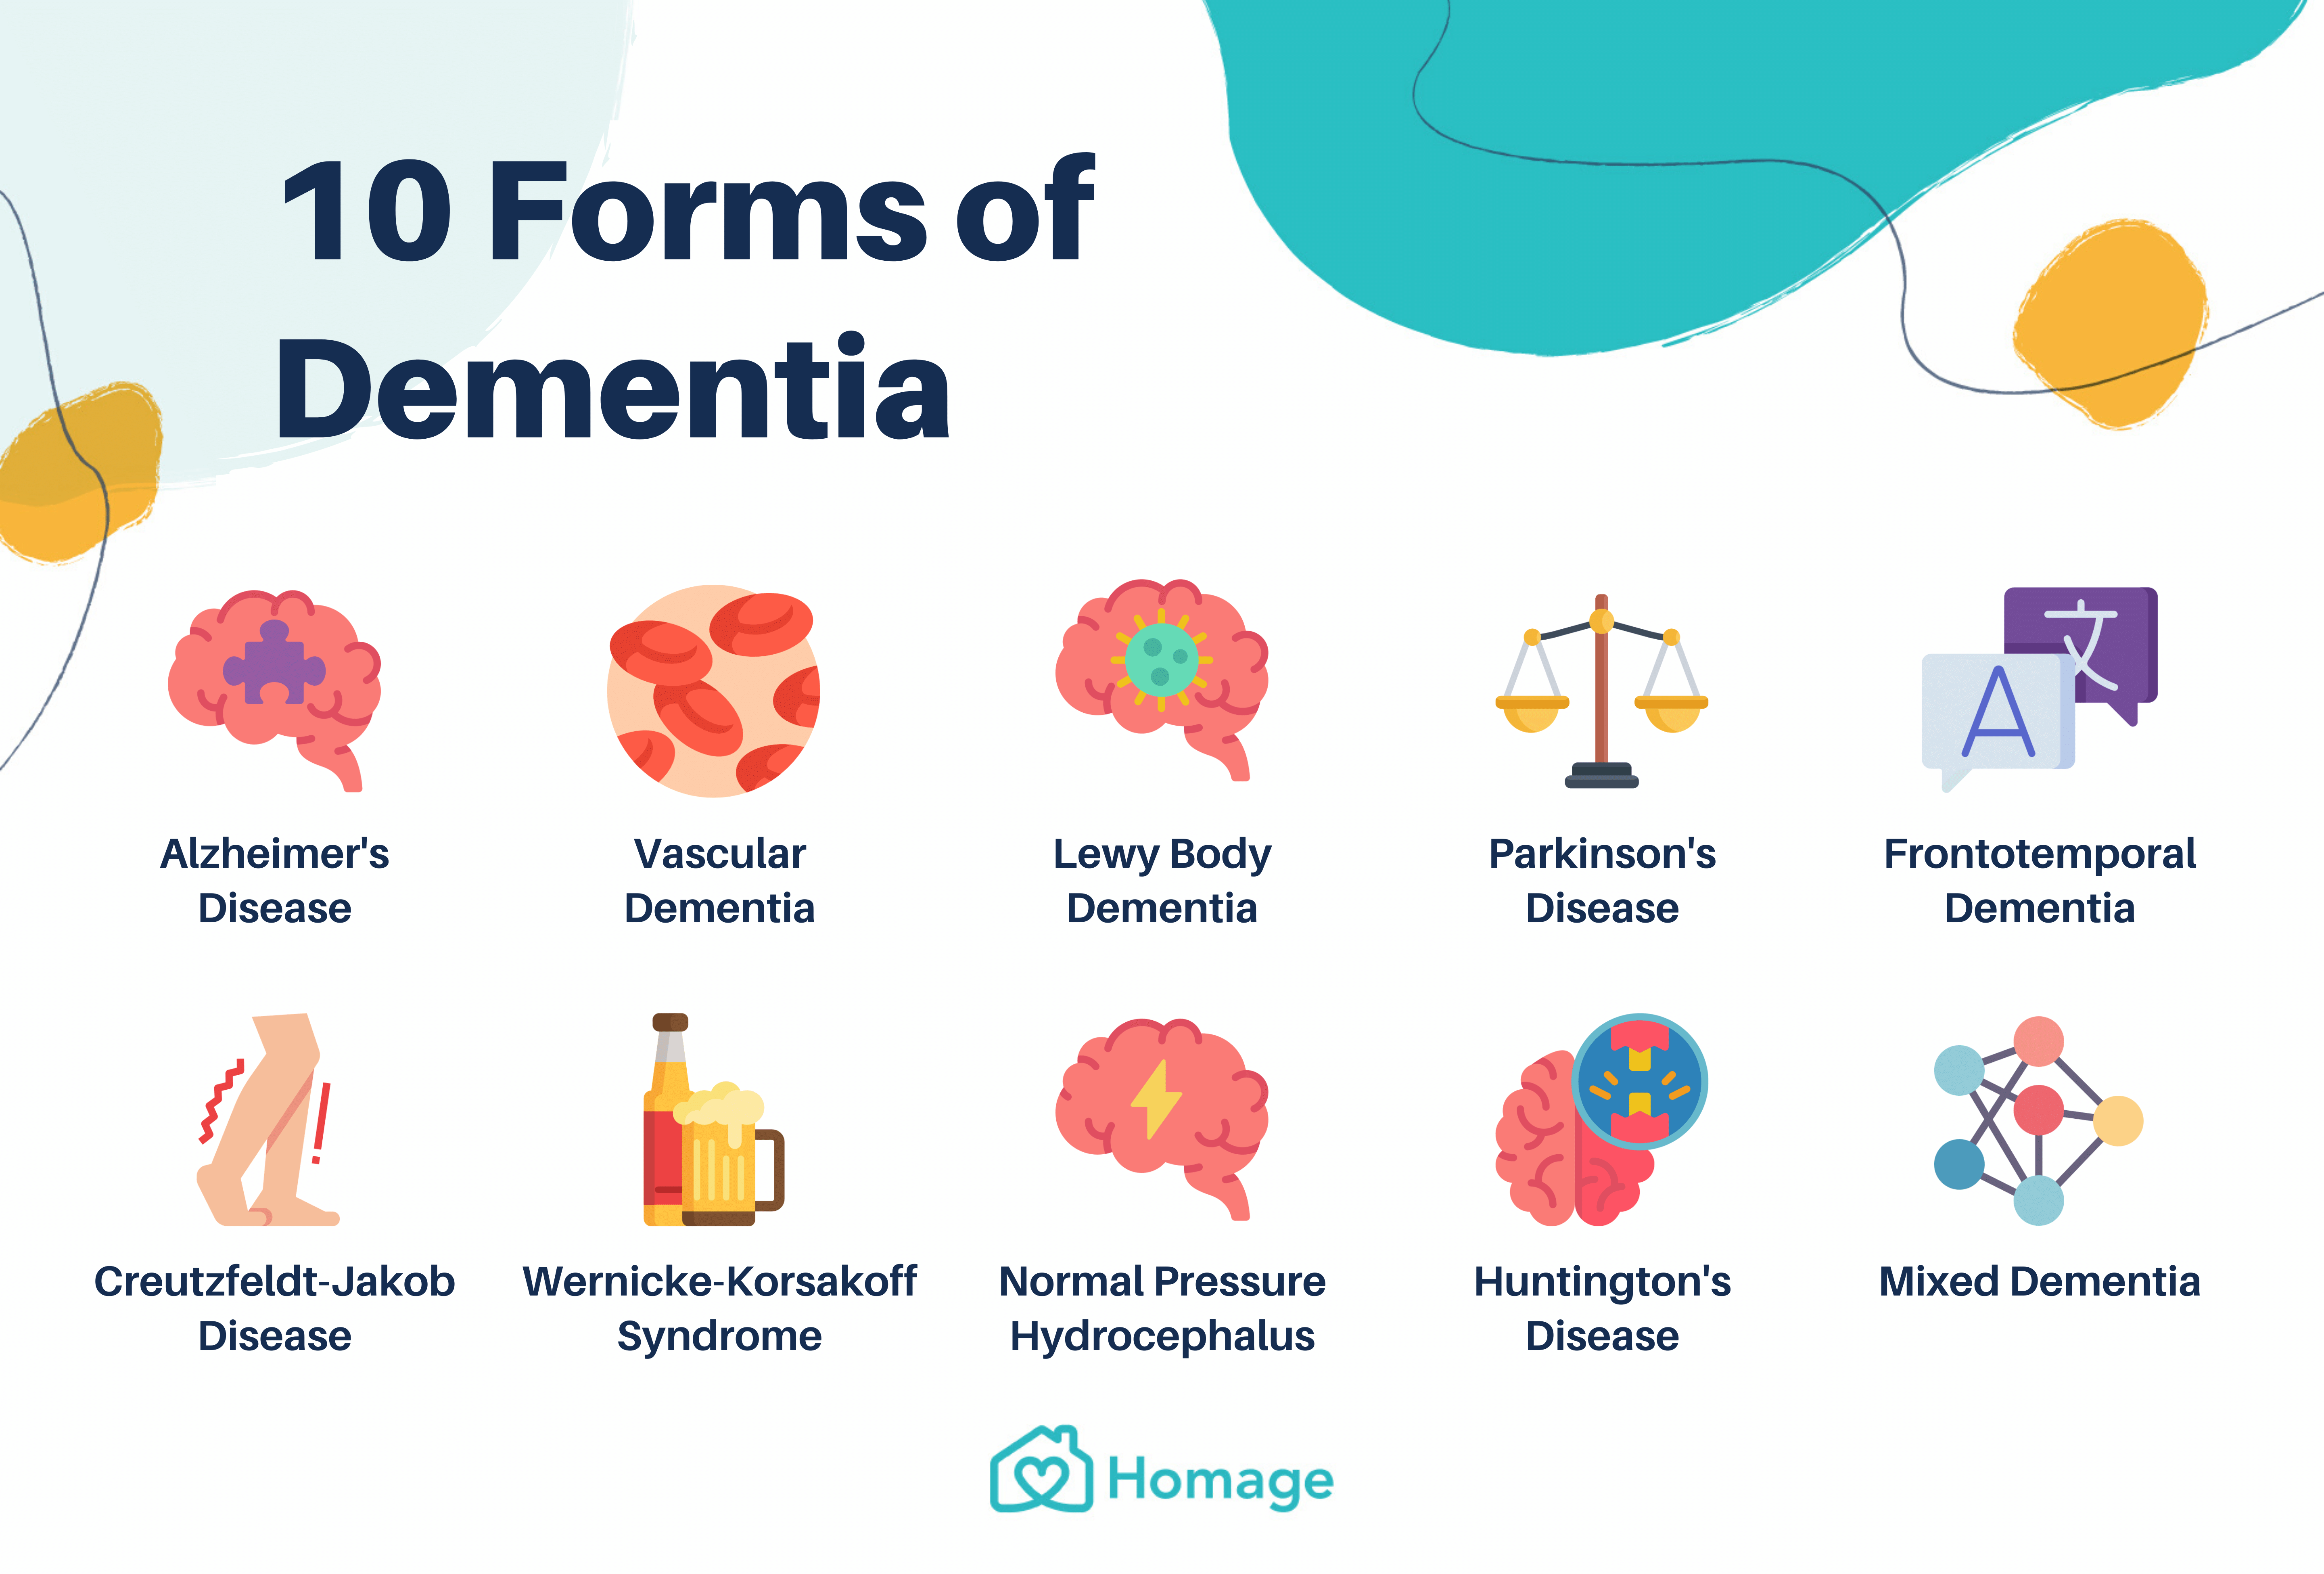 10 Forms of
Dementia
文
A
Alzheimer's
Disease
Vascular
Dementia
Lewy Body
Dementia
Parkinson's
Disease
Frontotemporal
Dementia
Creutzfeldt-Jakob
Disease
Wernicke-Korsakoff
Syndrome
Normal Pressure
Hydrocephalus
Huntington's
Disease
Mixed Dementia
Homage